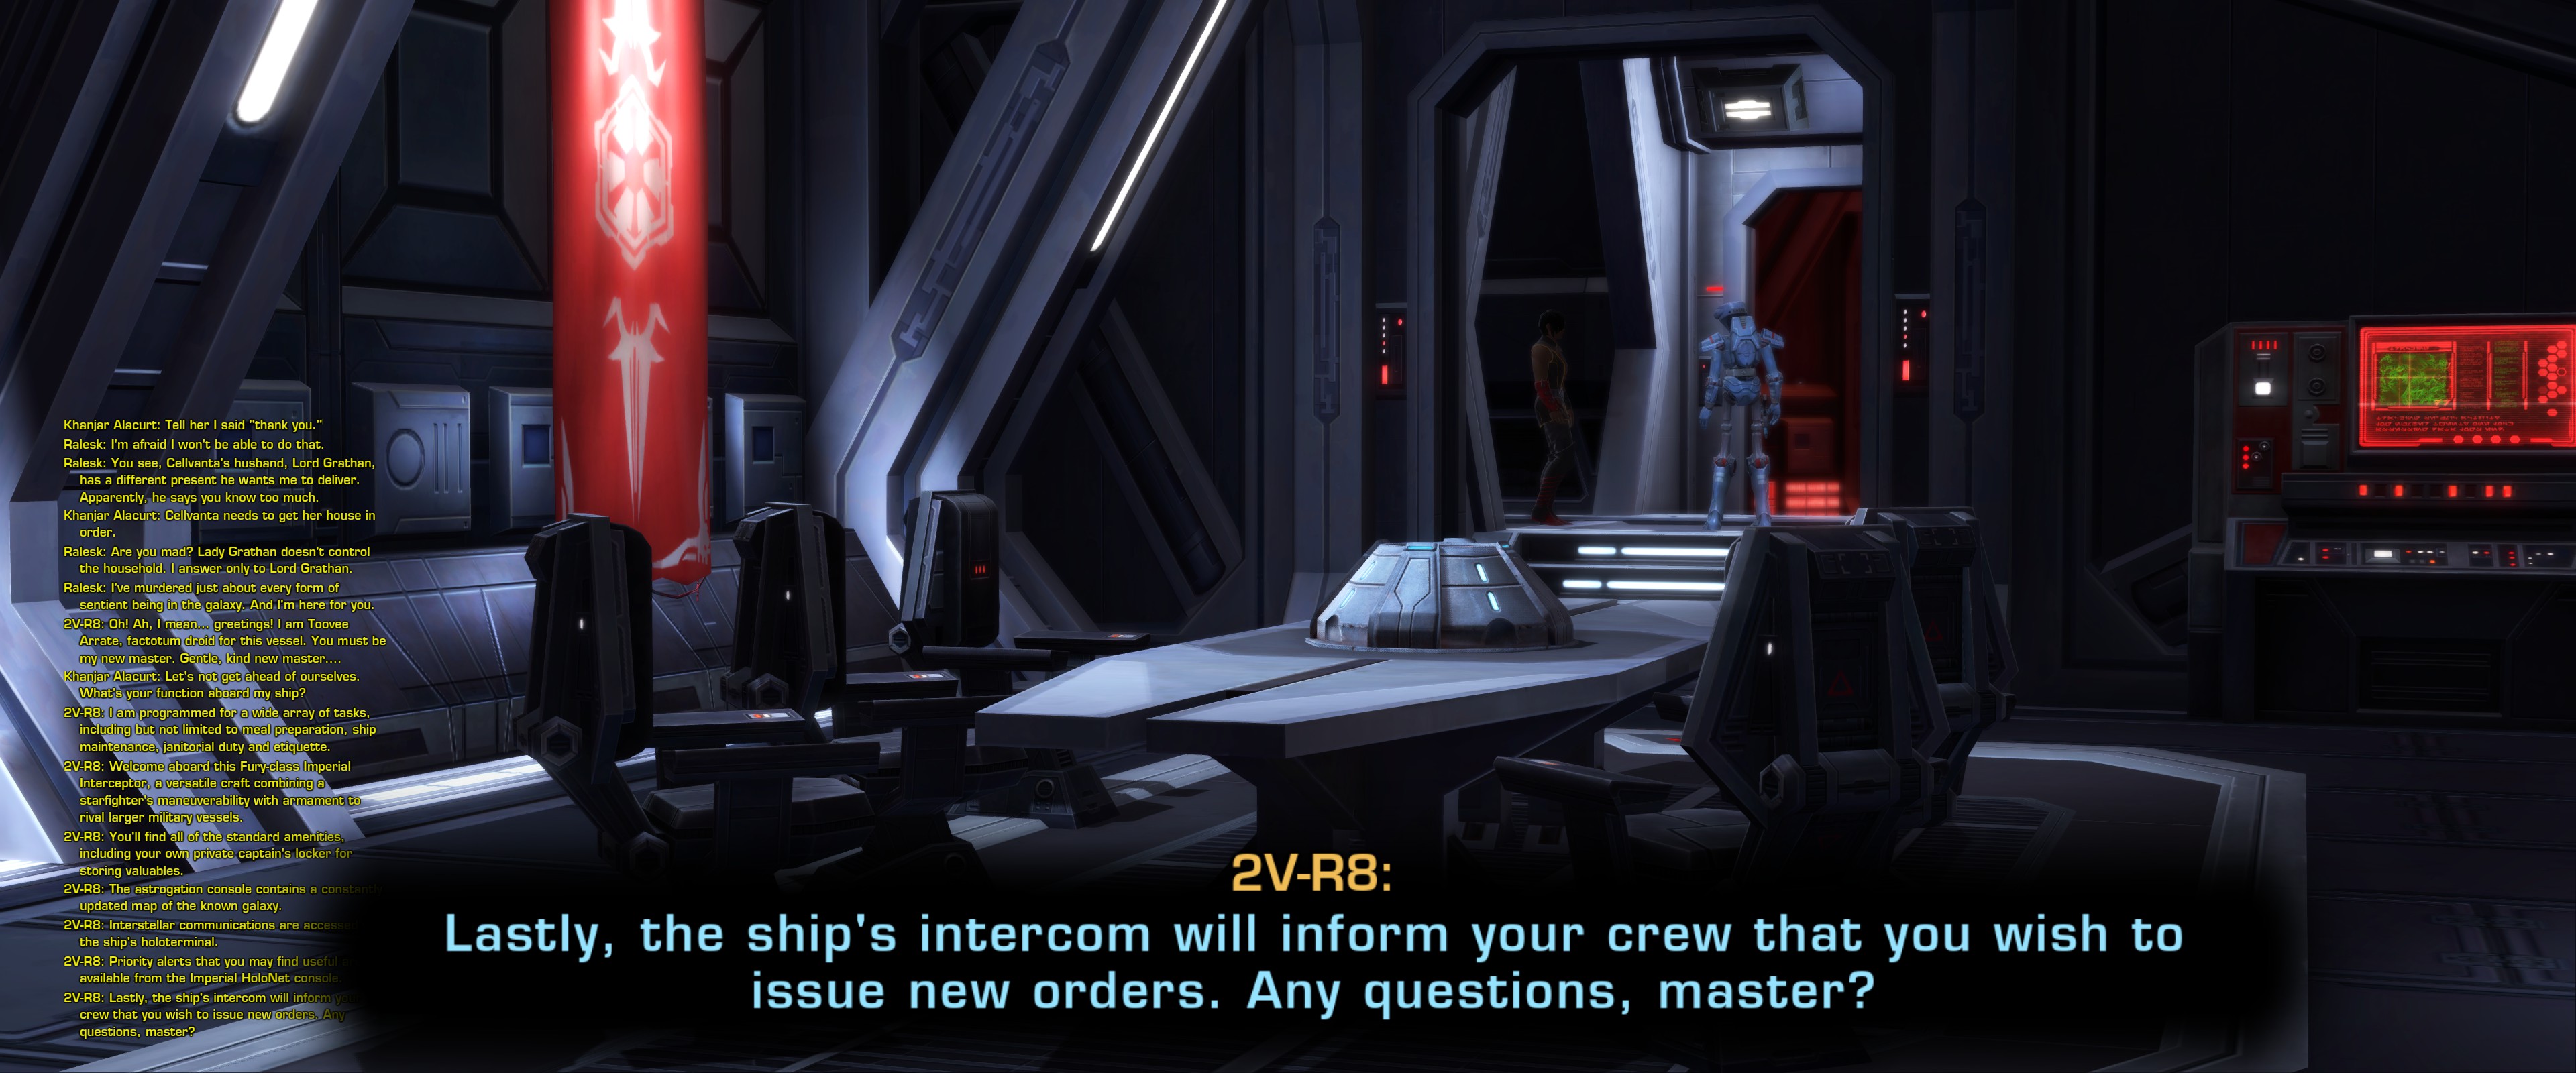 Khanjar Alacurt: Tell her I said "thank you."
Ralesk: I'm afraid I won't be able to do that.
Ralesk: You see, Cellvanta's husband, Lord Grathan,
has a different present he wants me to deliver.
Apparently, he says you know too much.
Khanjar Alacurt: Cellvanta needs to get her house in
order.
Ralesk: Are you mad? Lady Grathan doesn't control
the household. I answer only to Lord Grathan.
Ralesk: I've murdered just about every form of
sentient being in the galaxy. And I'm here for you.
2V-R8: Oh! Ah, I mean... greetings! I am Toovee
Arrate, factotum droid for this vessel. You must be
my new master. Gentle, kind new master....
Khanjar Alacurt: Let's not get ahead of ourselves.
What's your function aboard my ship?
2V-R8: I am programmed for a wide array of tasks,
including but not limited to meal preparation, ship
maintenance, janitorial duty and etiquette.
2V-R8: Welcome aboard this Fury-class Imperial
Interceptor, a versatile craft combining a
starfighter's maneuverability with armament to
rival larger military vessels.
2V-R8: You'll find all of the standard amenities,
including your own private captain's locker for
storing valuables.
2V-R8: The astrogation console contains a constantly
updated map of the known galaxy.
2V-R8: Interstellar communications are
the ship's holoterminal.
2V-R8: Priority alerts that you may find useful
available from the Imperial HoloNet console.
2V-R8: Lastly, the ship's intercom will inform
crew that you wish to issue new orders. Any
questions, master?
2V-R8:
Lastly, the ship's intercom will inform your crew that you wish to
issue new orders. Any questions, master?